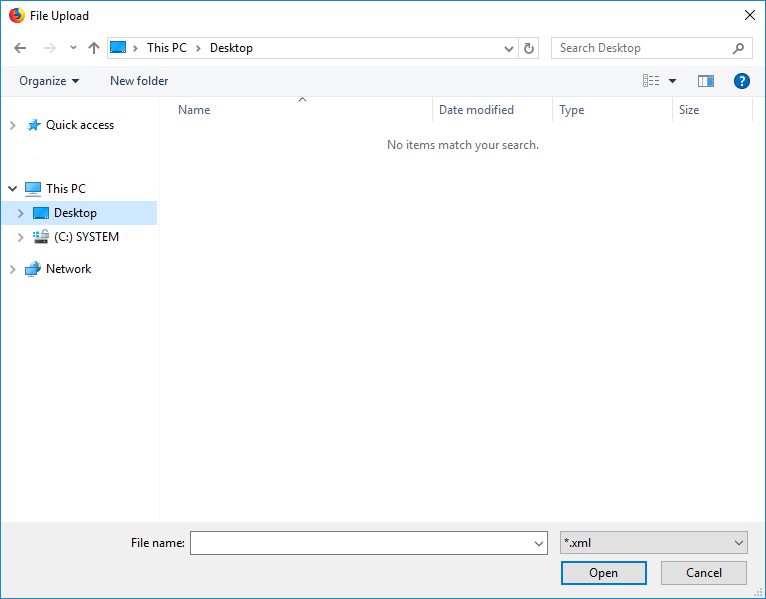 File Upload
This PC > Desktop
Search Desktop
Organize
New folder
?
Name
Date modified
Type
Size
Quick access
No items match your search.
This PC
Desktop
(C:) SYSTEM
Network
File name:
*.xml
Open
Cancel